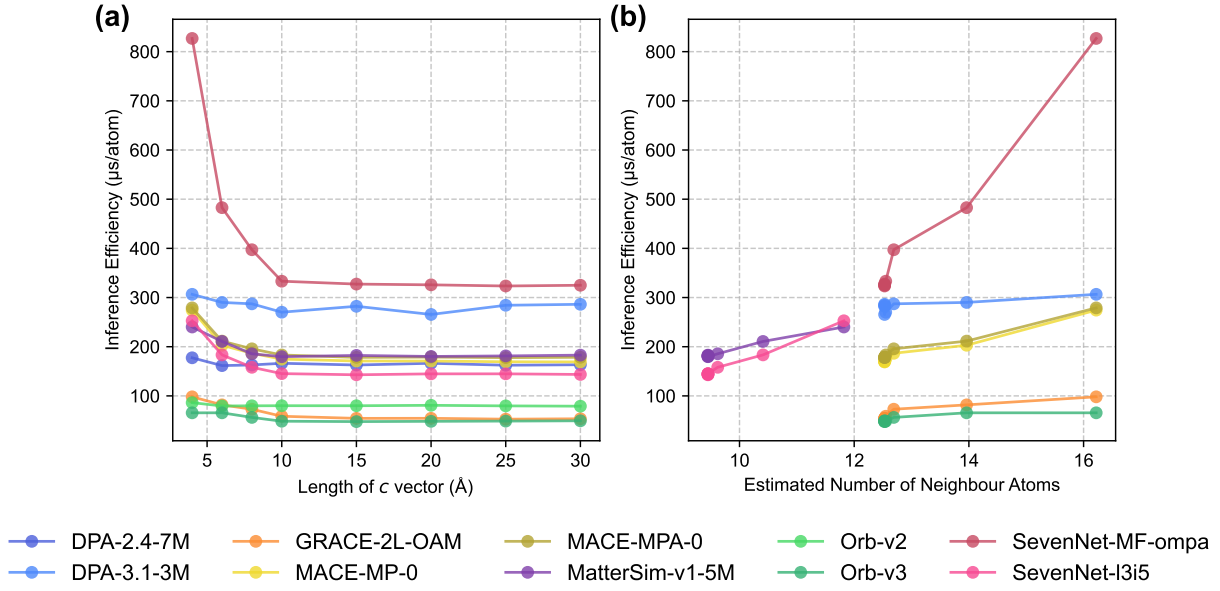 (a)
(b)
Inference Efficiency (μs/atom)
800
700
600
500
400
300
200
100
5 10 15 20 25 30
Length of c vector (Å)
Inference Efficiency (μs/atom)
800
700
600
500
400
300
200
100
10 12 14 16
Estimated Number of Neighbour Atoms
DPA-2.4-7M GRACE-2L-OAM MACE-MPA-0 Orb-v2 SevenNet-MF-ompa
DPA-3.1-3M MACE-MP-0 MatterSim-v1-5M Orb-v3 SevenNet-l3i5